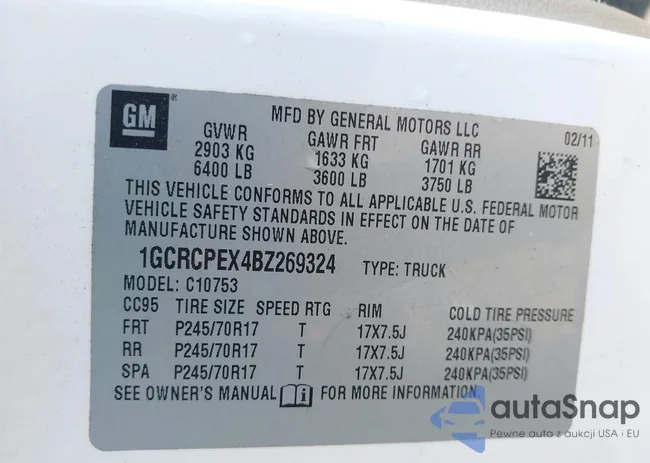 GM
MFD BY GENERAL MOTORS LLC
02/11
GVWR GAWR FRT GAWR RR
2903 KG 1633 KG 1701 KG
6400 LB 3600 LB 3750 LB
THIS VEHICLE CONFORMS TO ALL APPLICABLE U.S. FEDERAL MOTOR
VEHICLE SAFETY STANDARDS IN EFFECT ON THE DATE OF
MANUFACTURE SHOWN ABOVE.
1GCRCPEX4BZ269324 TYPE: TRUCK
MODEL: C10753
CC95 TIRE SIZE SPEED RTG RIM COLD TIRE PRESSURE
FRT P245/70R17 T 17X7.5J 240KPA(35PSI)
RR P245/70R17 T 17X7.5J 240KPA(35PSI)
SPA P245/70R17 T 17X7.5J 240KPA(35PSI)
SEE OWNER'S MANUAL FOR MORE INFORMATION
autaSnap
Pewne auta z aukcji USA i EU